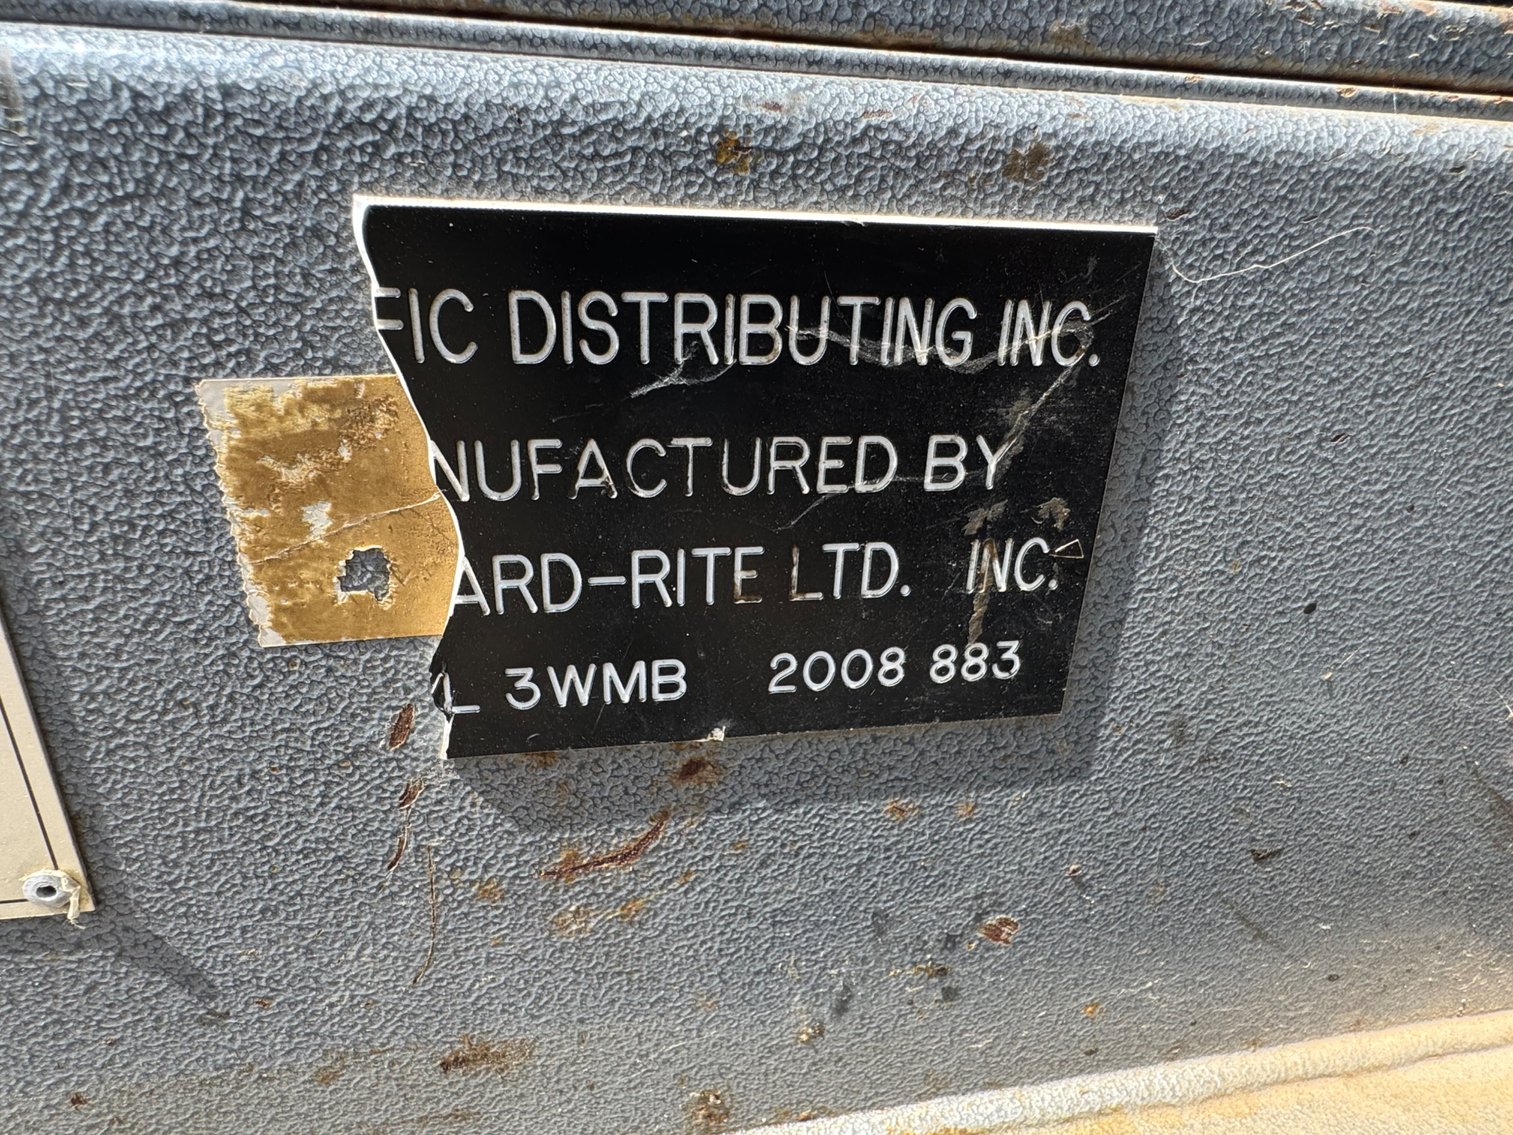 FIC DISTRIBUTING INC.
NUFACTURED BY
ARD-RITE LTD. INC.
L 3WMB 2008 883